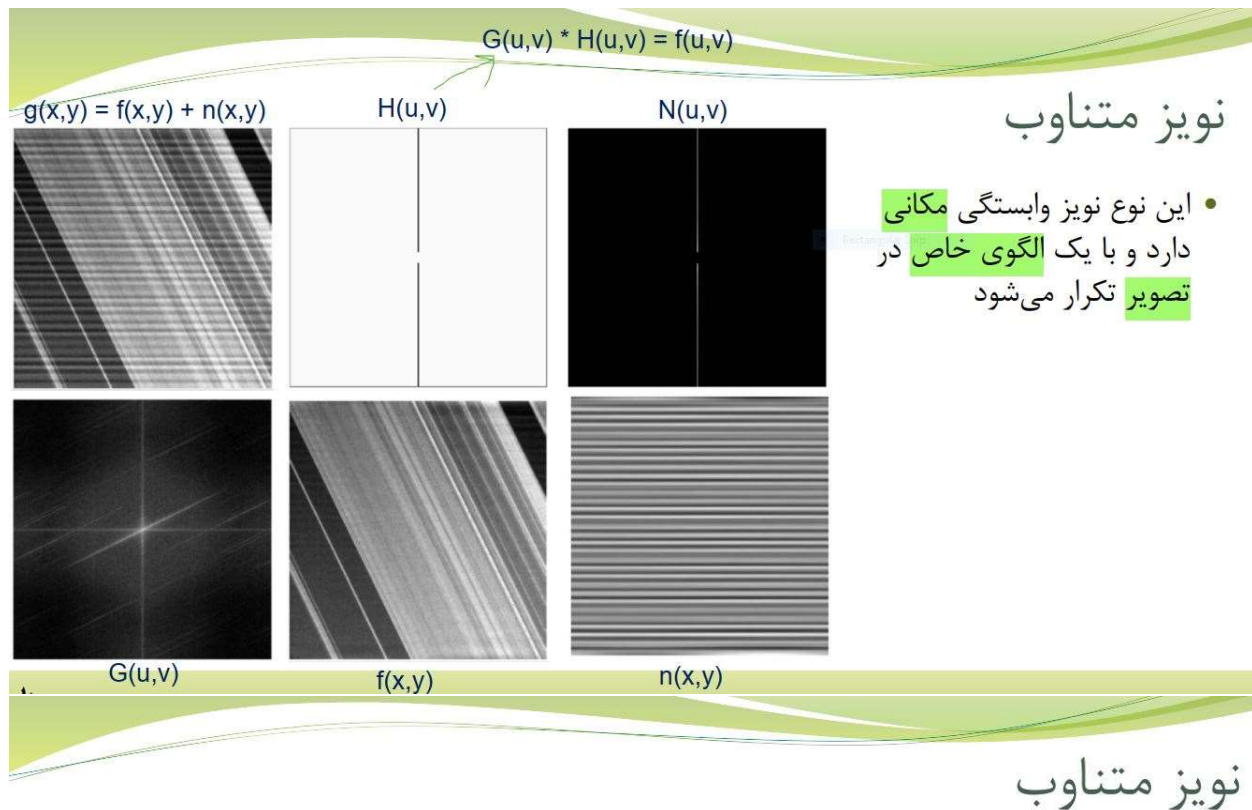 G(u,v) * H(u,v) = f(u,v)
g(x,y) = f(x,y) + n(x,y)
H(u,v)
N(u,v)
نویز متناوب
• این نوع نویز وابستگی مکانی
دارد و با یک الگوی خاص در
تصویر تکرار می‌شود
G(u,v)
f(x,y)
n(x,y)
نویز متناوب